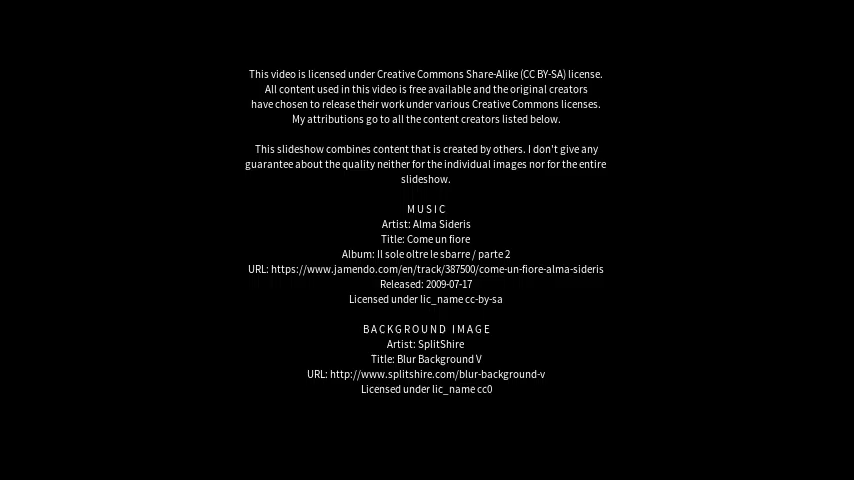 This video is licensed under Creative Commons Share-Alike (CC BY-SA) license.
All content used in this video is free available and the original creators
have chosen to release their work under various Creative Commons licenses.
My attributions go to all the content creators listed below.
This slideshow combines content that is created by others. I don't give any
guarantee about the quality neither for the individual images nor for the entire
slideshow.
MUSIC
Artist: Alma Sideris
Title: Come un fiore
Album: Il sole oltre le sbarre / parte 2
URL: https://www.jamendo.com/en/track/387500/come-un-fiore-alma-sideris
Released: 2009-07-17
Licensed under lic_name cc-by-sa
BACKGROUND IMAGE
Artist: SplitShire
Title: Blur Background V
URL: http://www.splitshire.com/blur-background-v
Licensed under lic_name cc0